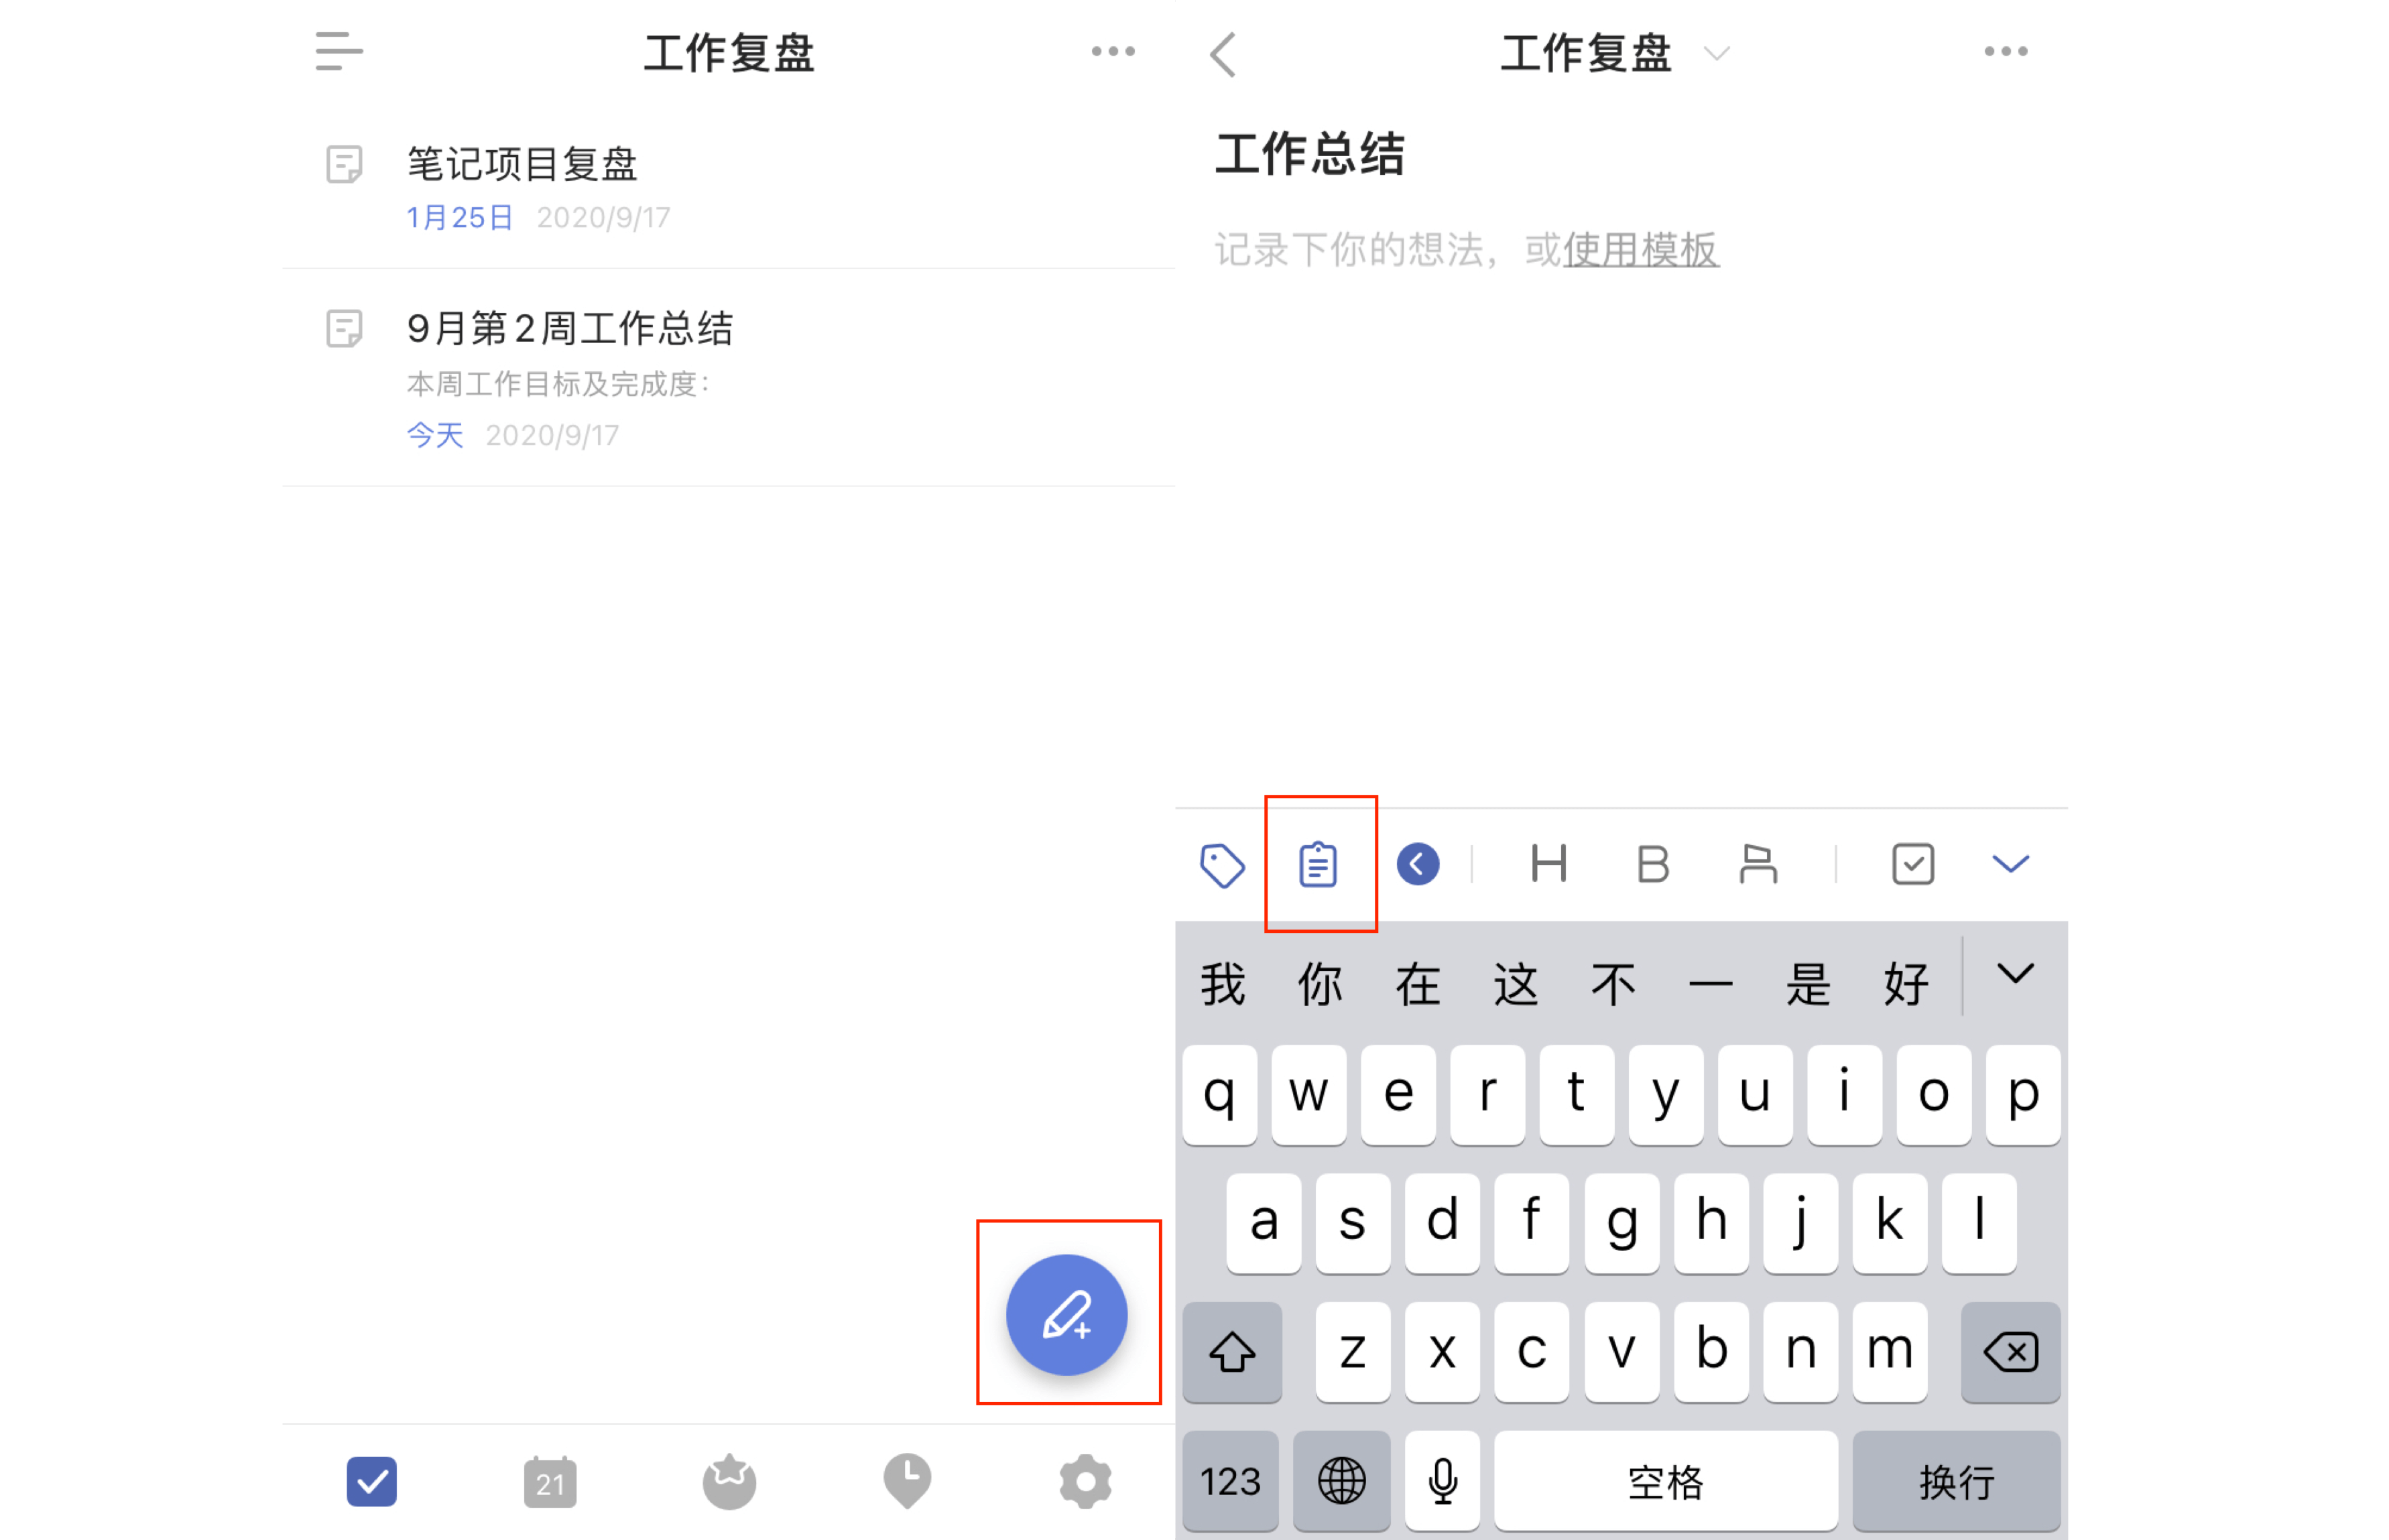 工作复盘
笔记项目复盘
1月25日 2020/9/17
9月第2周工作总结
本周工作目标及完成度:
今天 2020/9/17
21
工作复盘
工作总结
记录下你的想法，或使用模板
H B
我 你 在 这 不 一 是 好
q w e r t y u i o p
a s d f g h j k l
z x c v b n m
123 空格 换行